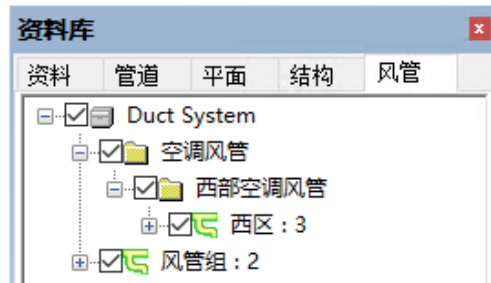 资料库
资料 管道 平面 结构 风管
Duct System
空调风管
西部空调风管
西区：3
风管组：2